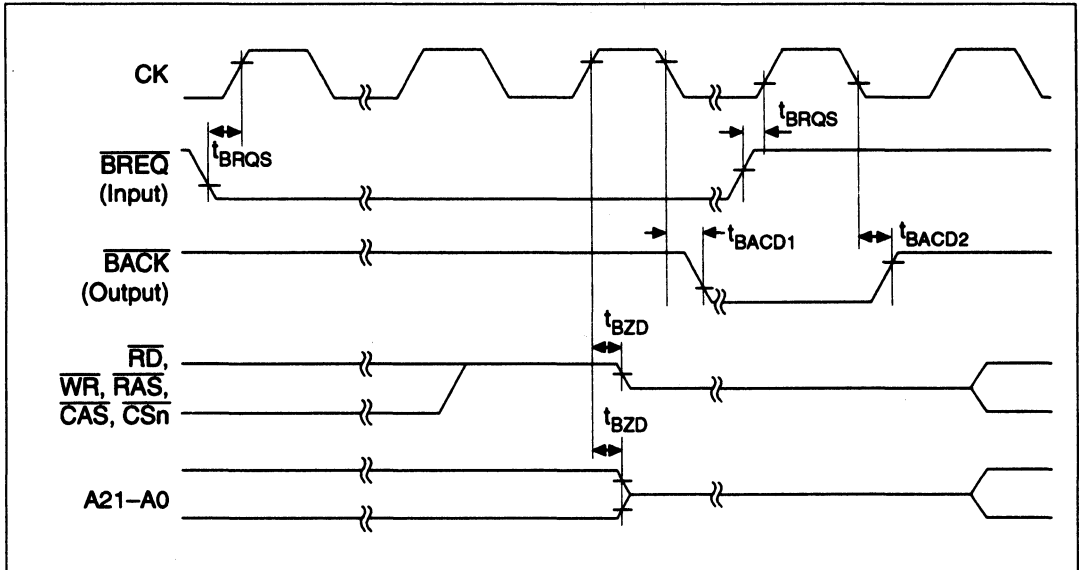 CK
tBRQS
tBRQS
BREQ
(Input)
tBACD1
tBACD2
BACK
(Output)
tBZD
RD,
WR, RAS,
CAS, CSn
tBZD
A21–A0